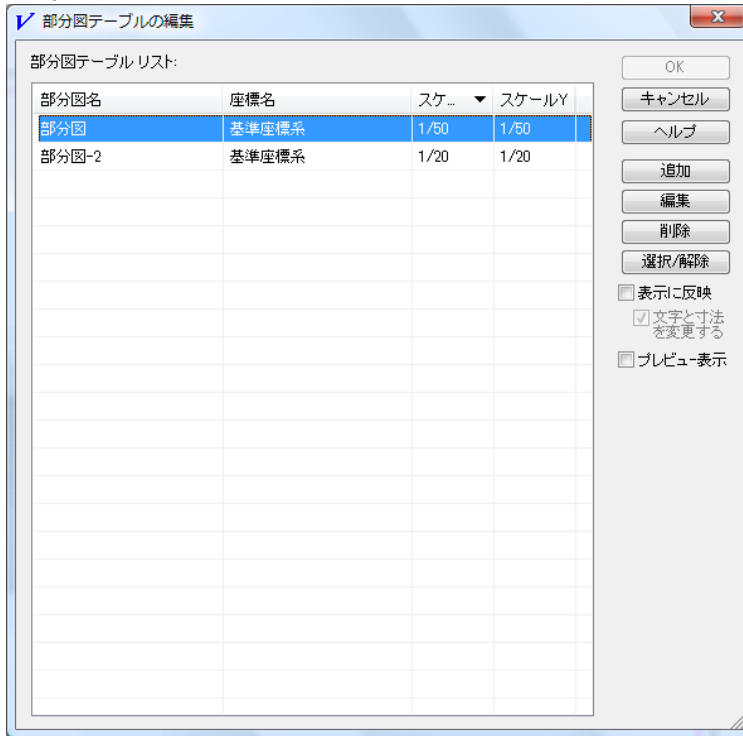 部分図テーブルの編集
部分図テーブル リスト:
部分図名 座標名 スケ... スケールY
部分図 基準座標系 1/50 1/50
部分図-2 基準座標系 1/20 1/20
OK
キャンセル
ヘルプ
追加
編集
削除
選択/解除
表示に反映
文字と寸法
を変更する
プレビュー表示